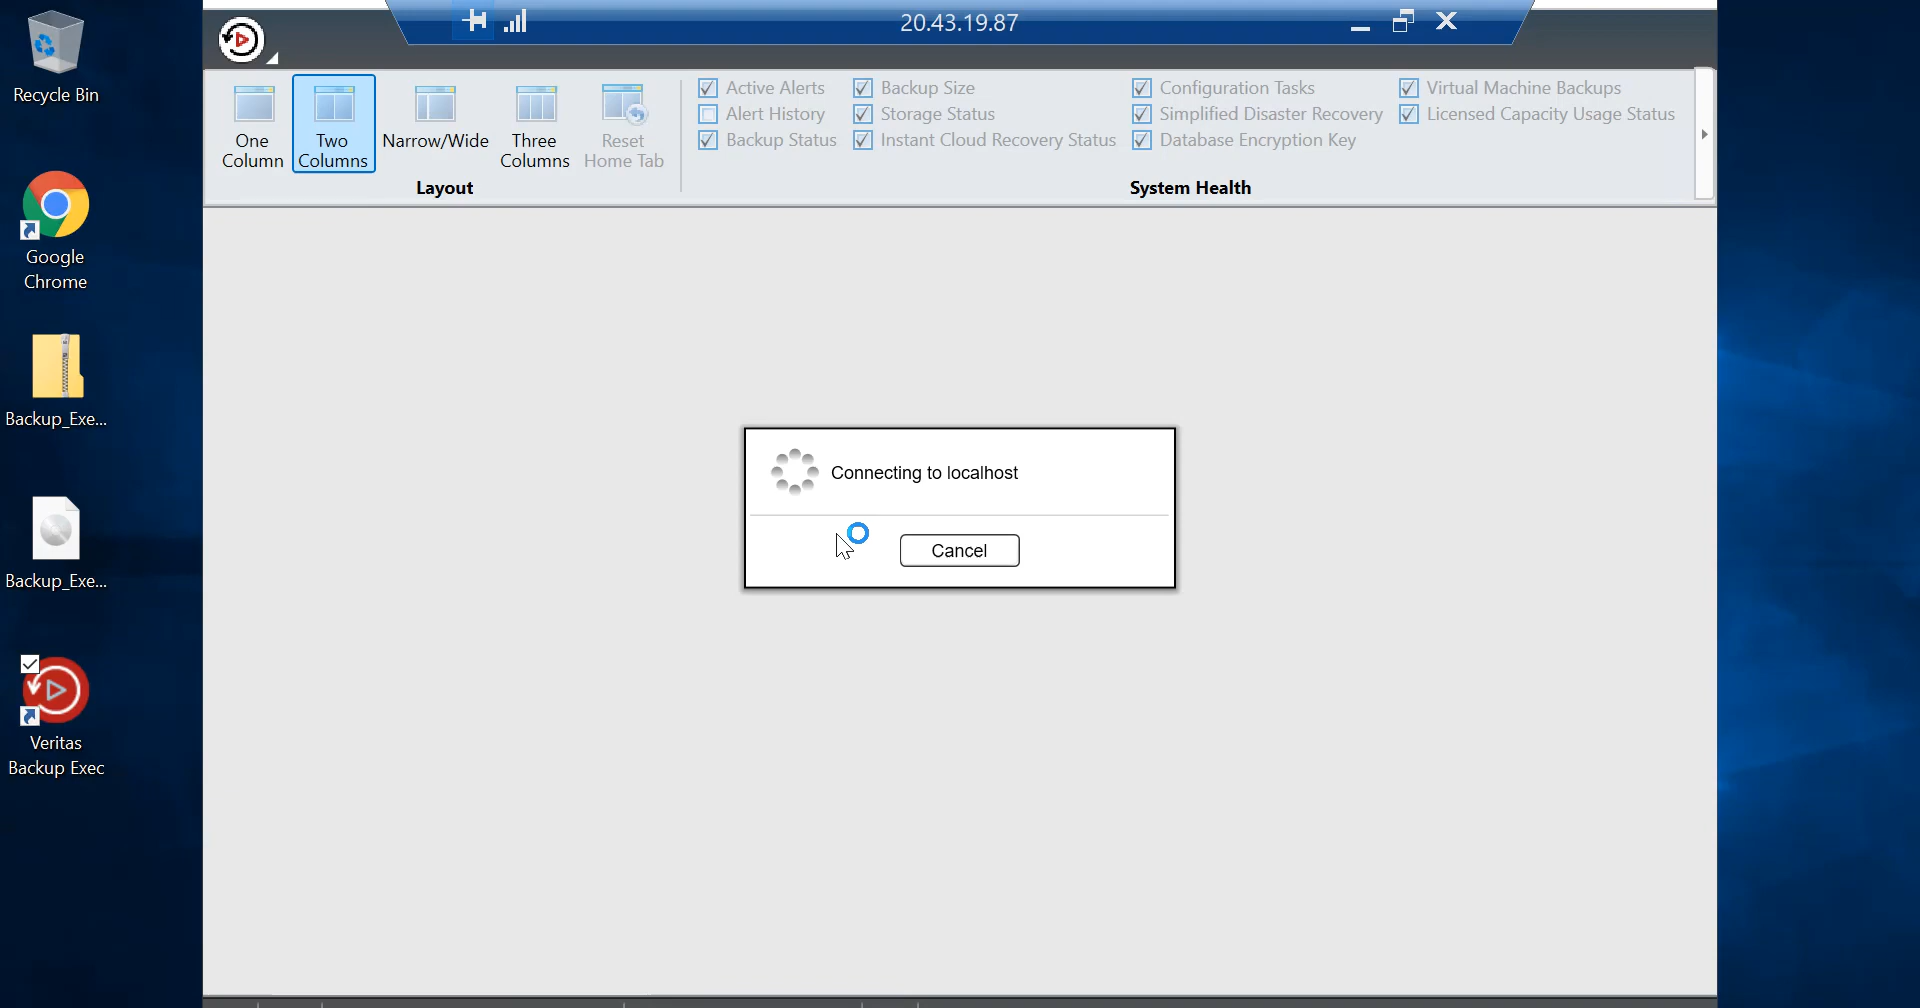 20.43.19.87
Recycle Bin
Google
Chrome
Backup_Exe...
Backup_Exe...
Veritas
Backup Exec
One
Column
Two
Columns
Narrow/Wide
Three
Columns
Reset
Home Tab
Layout
Active Alerts
Alert History
Backup Status
Backup Size
Storage Status
Instant Cloud Recovery Status
Configuration Tasks
Simplified Disaster Recovery
Database Encryption Key
Virtual Machine Backups
Licensed Capacity Usage Status
System Health
Connecting to localhost
Cancel